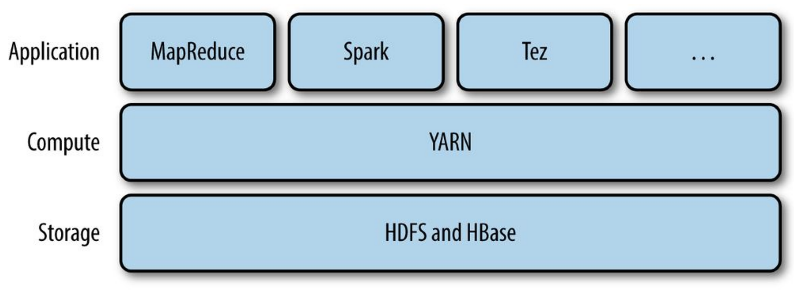 Application MapReduce Spark Tez ...
Compute YARN
Storage HDFS and HBase